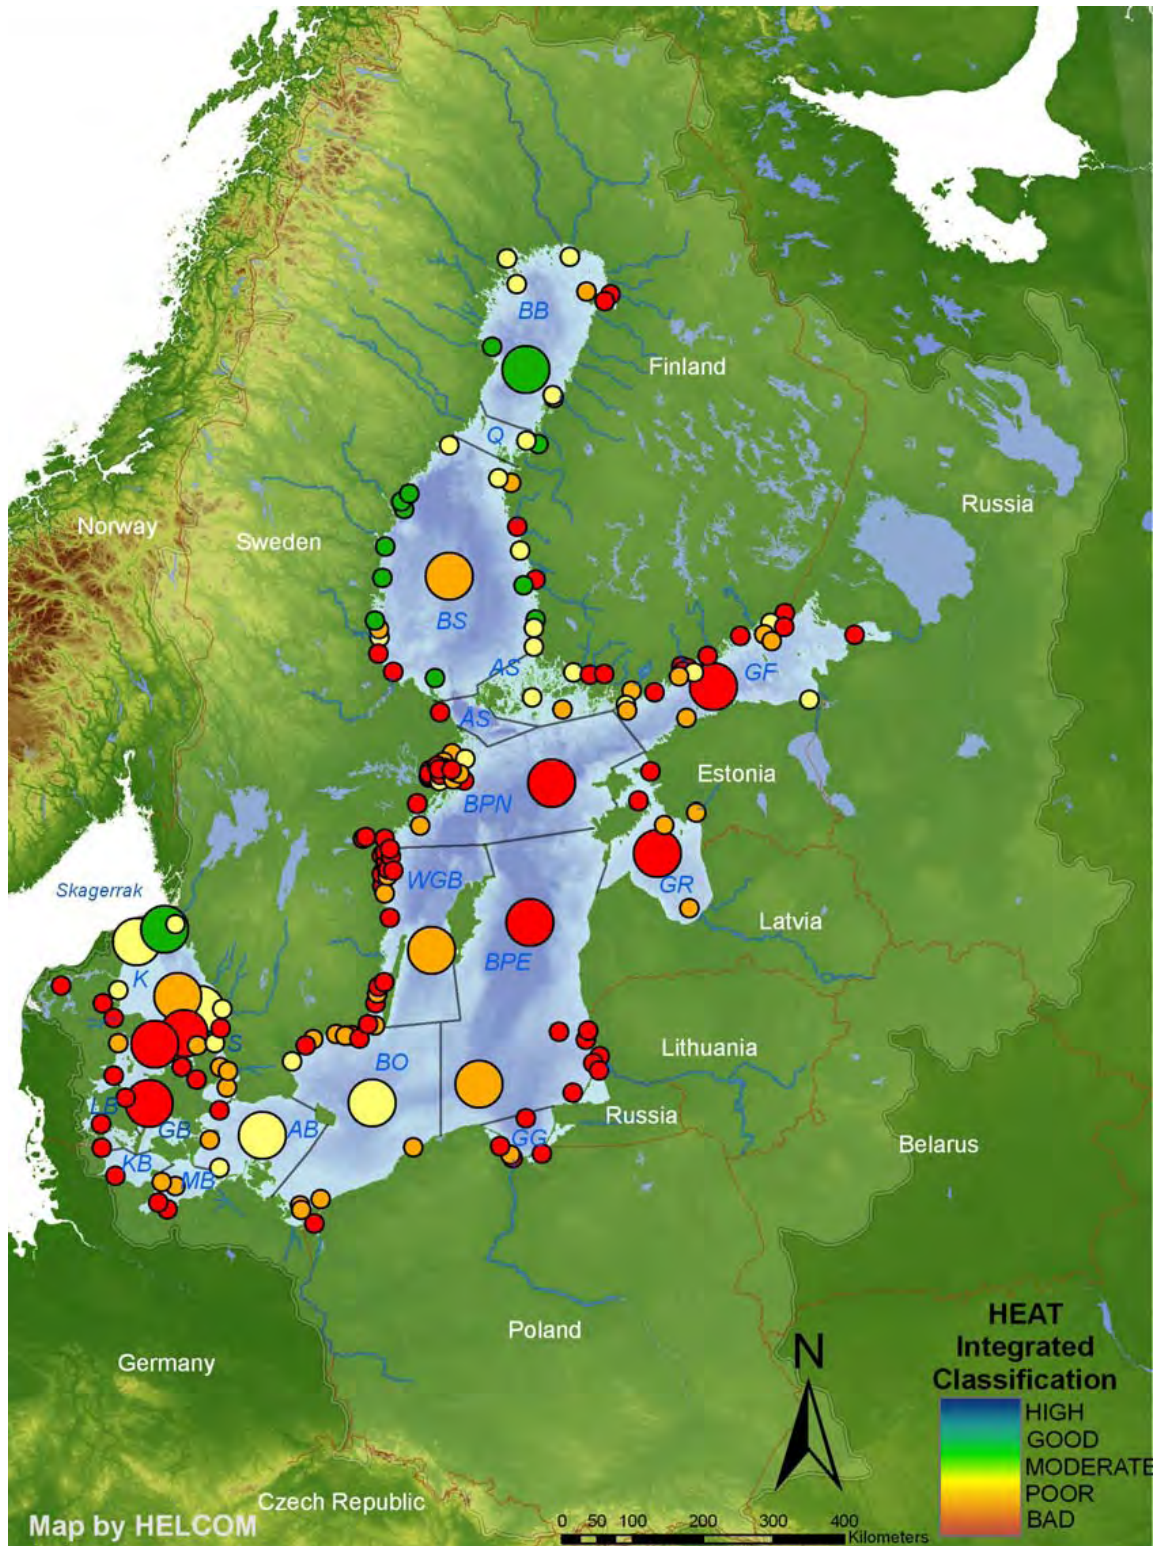 BB
Finland
Q
Russia
Norway
Sweden
BS
AS
GF
AS
Estonia
BPN
WGB
GR
Skagerrak
Latvia
K
BPE
S
BO
Lithuania
LB
Russia
GB
AB
GG
Belarus
KB
MB
Poland
Germany
N
HEAT
Integrated
Classification
HIGH
GOOD
MODERATE
POOR
BAD
Czech Republic
Map by HELCOM
0 50 100 200 300 400
Kilometers